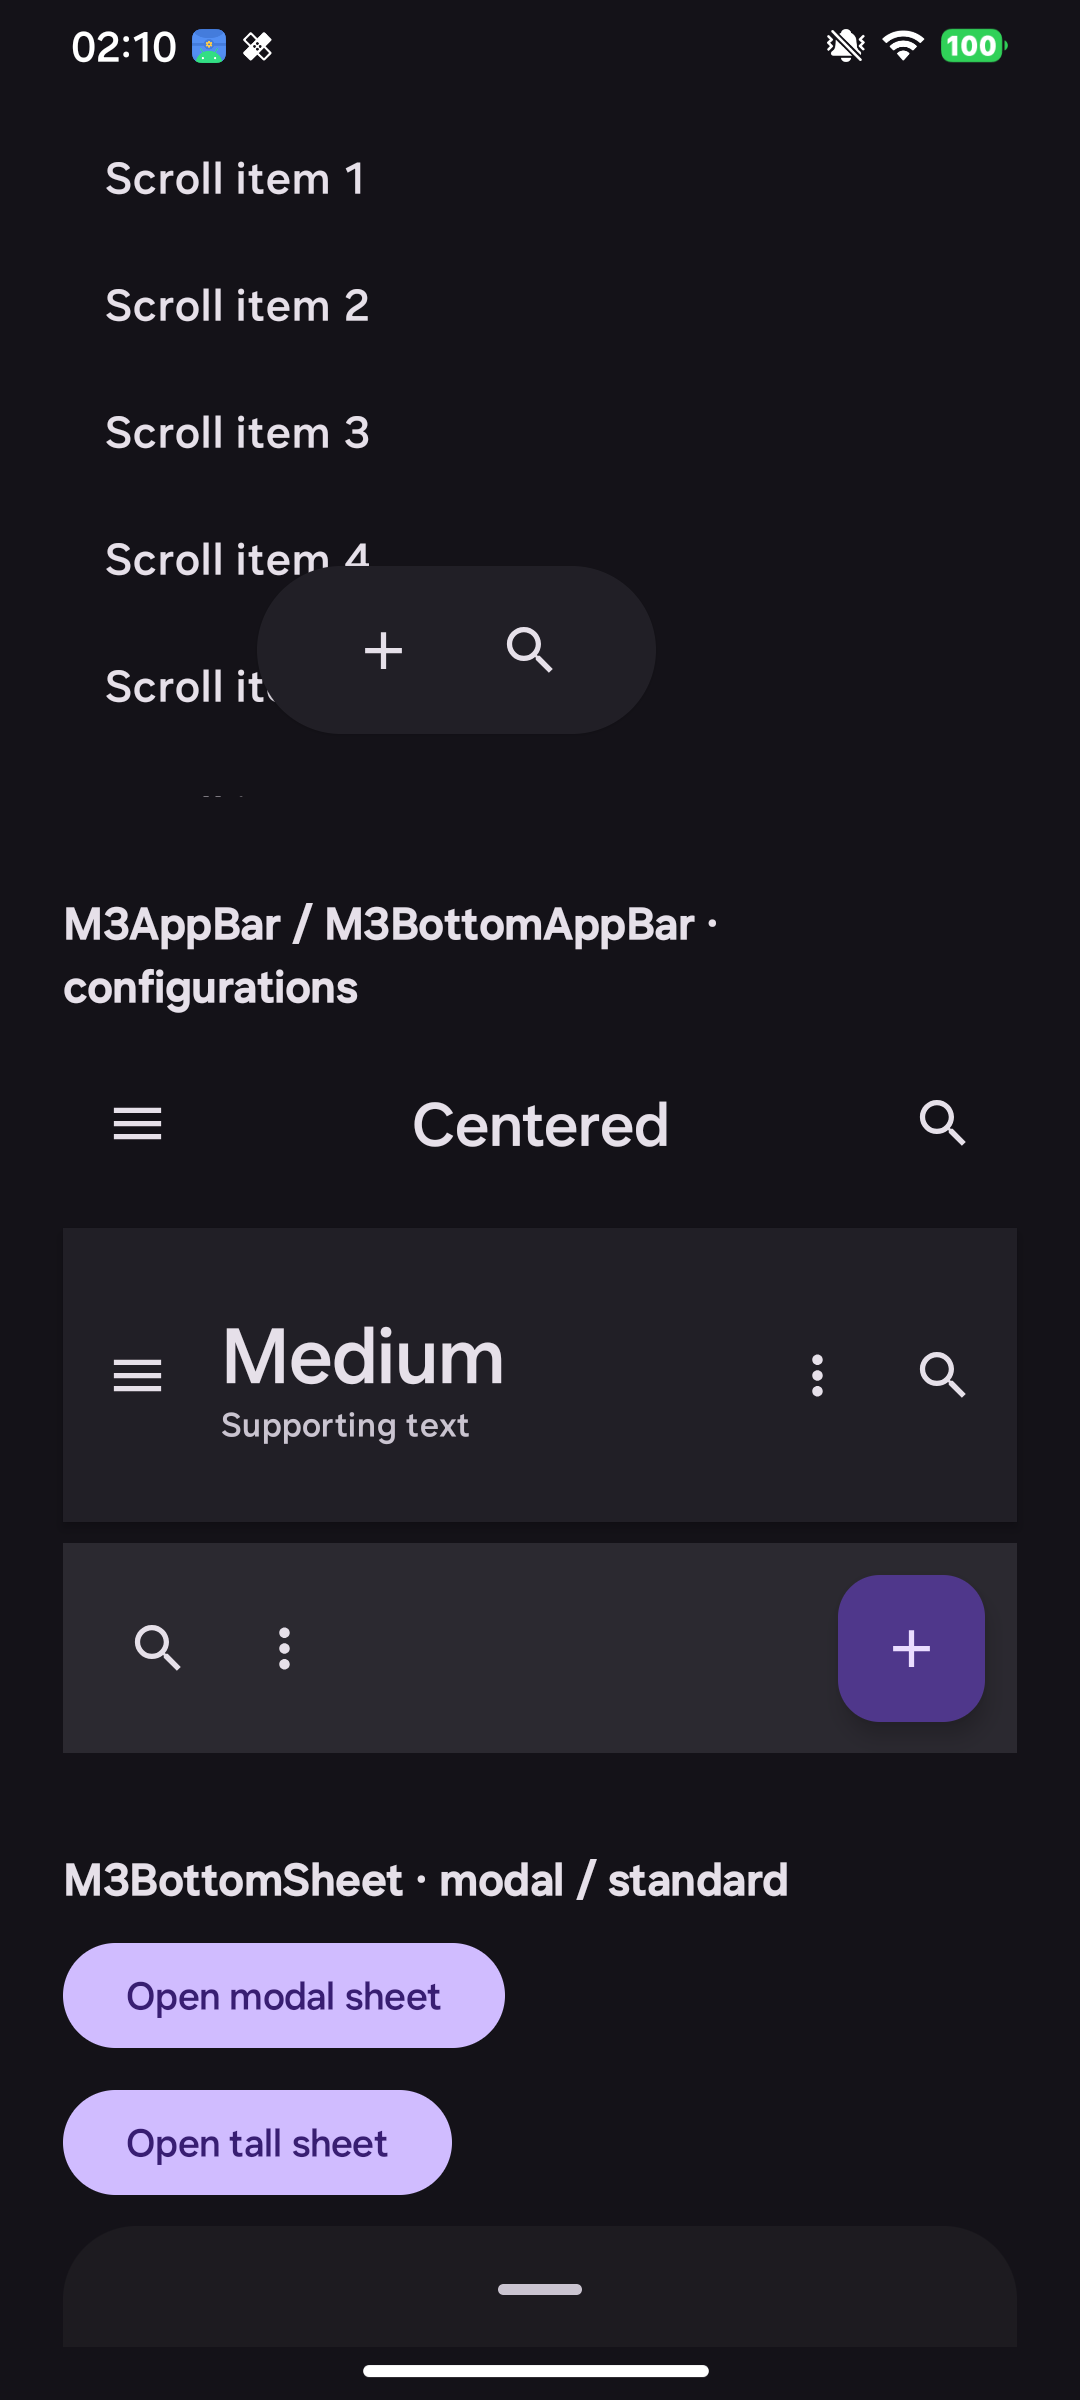 02:10
100
Scroll item 1
Scroll item 2
Scroll item 3
Scroll item 4
Scroll
M3AppBar / M3BottomAppBar ·
configurations
Centered
Medium
Supporting text
M3BottomSheet · modal / standard
Open modal sheet
Open tall sheet